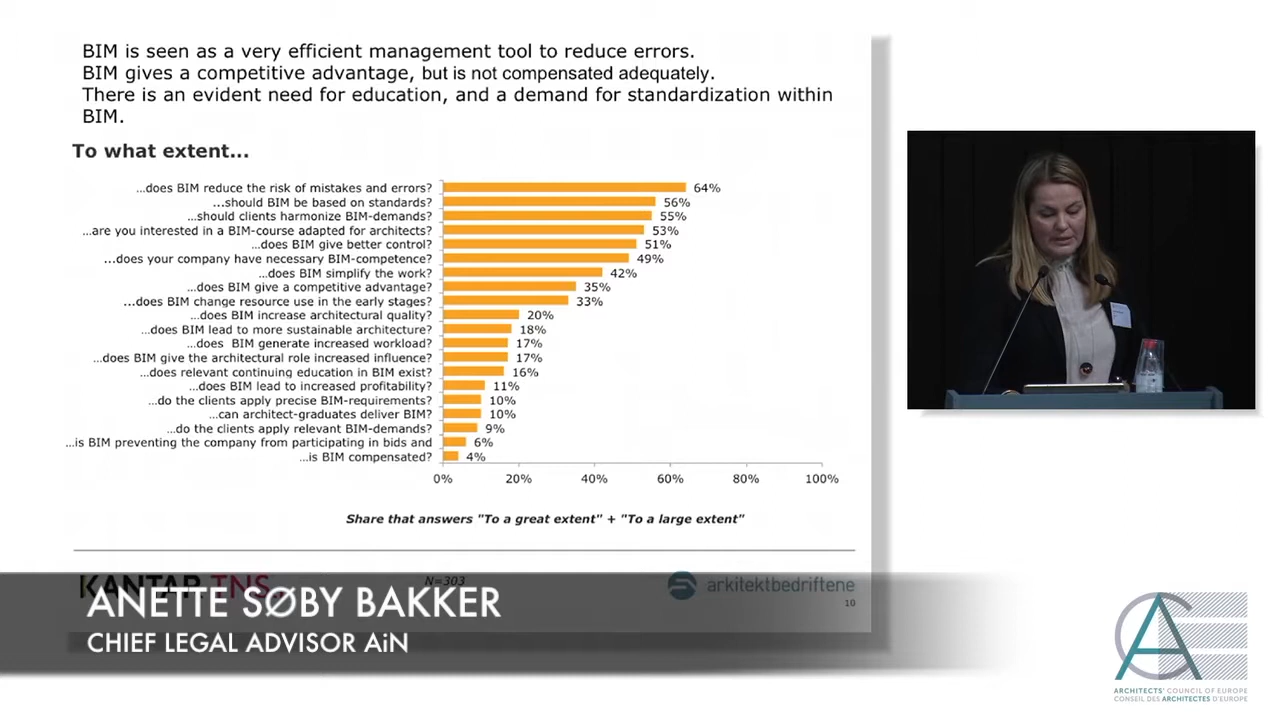 BIM is seen as a very efficient management tool to reduce errors.
BIM gives a competitive advantage, but is not compensated adequately.
There is an evident need for education, and a demand for standardization within
BIM.
To what extent...
...does BIM reduce the risk of mistakes and errors? 64%
...should BIM be based on standards? 56%
...should clients harmonize BIM-demands? 55%
...are you interested in a BIM-course adapted for architects? 53%
...does BIM give better control? 51%
...does your company have necessary BIM-competence? 49%
...does BIM simplify the work? 42%
...does BIM give a competitive advantage? 35%
...does BIM change resource use in the early stages? 33%
...does BIM increase architectural quality? 20%
...does BIM lead to more sustainable architecture? 18%
...does BIM generate increased workload? 17%
...does BIM give the architectural role increased influence? 17%
...does relevant continuing education in BIM exist? 16%
...does BIM lead to increased profitability? 11%
...do the clients apply precise BIM-requirements? 10%
...can architect-graduates deliver BIM? 10%
...do the clients apply relevant BIM-demands? 9%
...is BIM preventing the company from participating in bids and 6%
...is BIM compensated? 4%
0% 20% 40% 60% 80% 100%
Share that answers "To a great extent" + "To a large extent"
KANTAR TNS
N=303
arkitektbedriftene
10
ANETTE SØBY BAKKER
CHIEF LEGAL ADVISOR AiN
ACE
ARCHITECTS' COUNCIL OF EUROPE
CONSEIL DES ARCHITECTES D'EUROPE